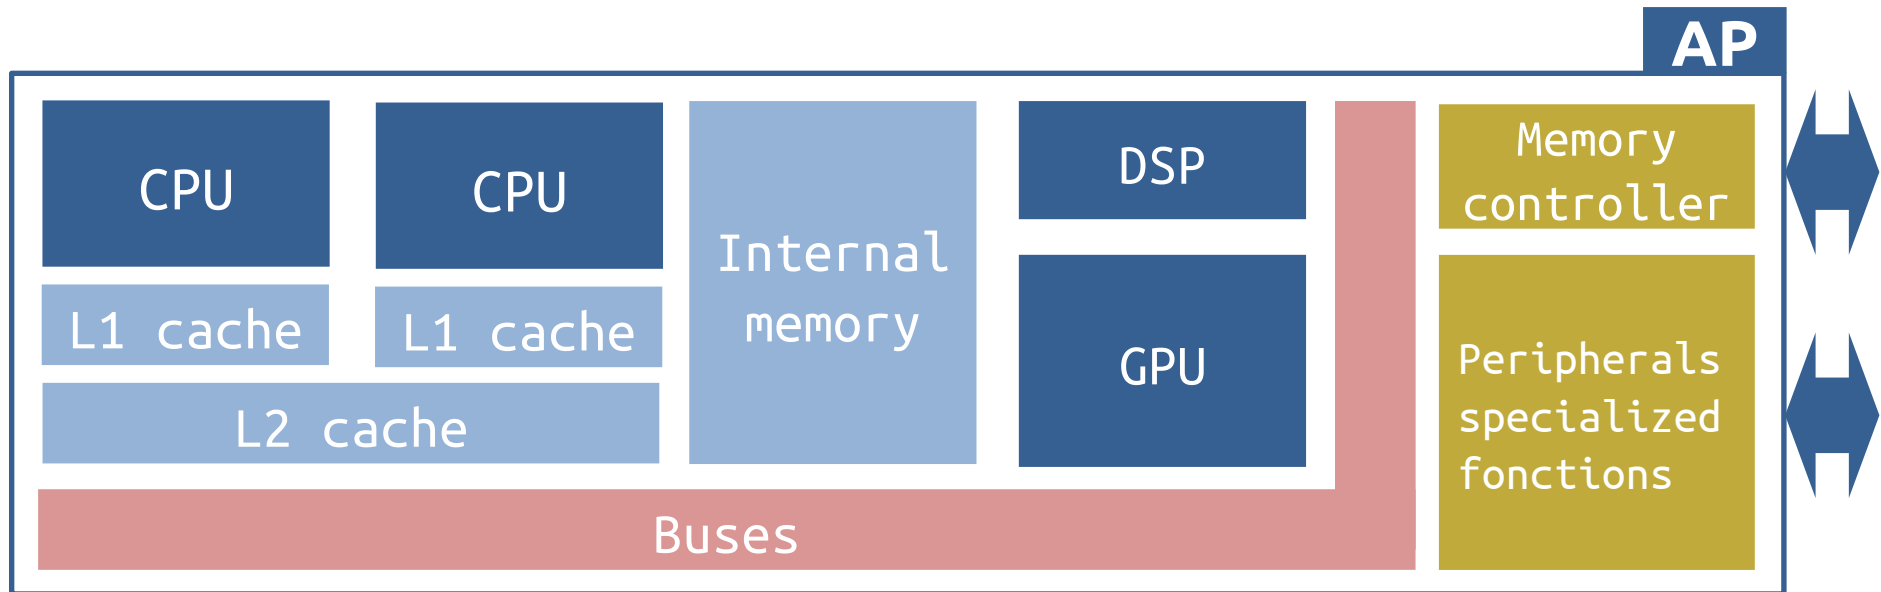 AP
CPU
CPU
L1 cache
L1 cache
L2 cache
Internal
memory
DSP
GPU
Buses
Memory
controller
Peripherals
specialized
fonctions